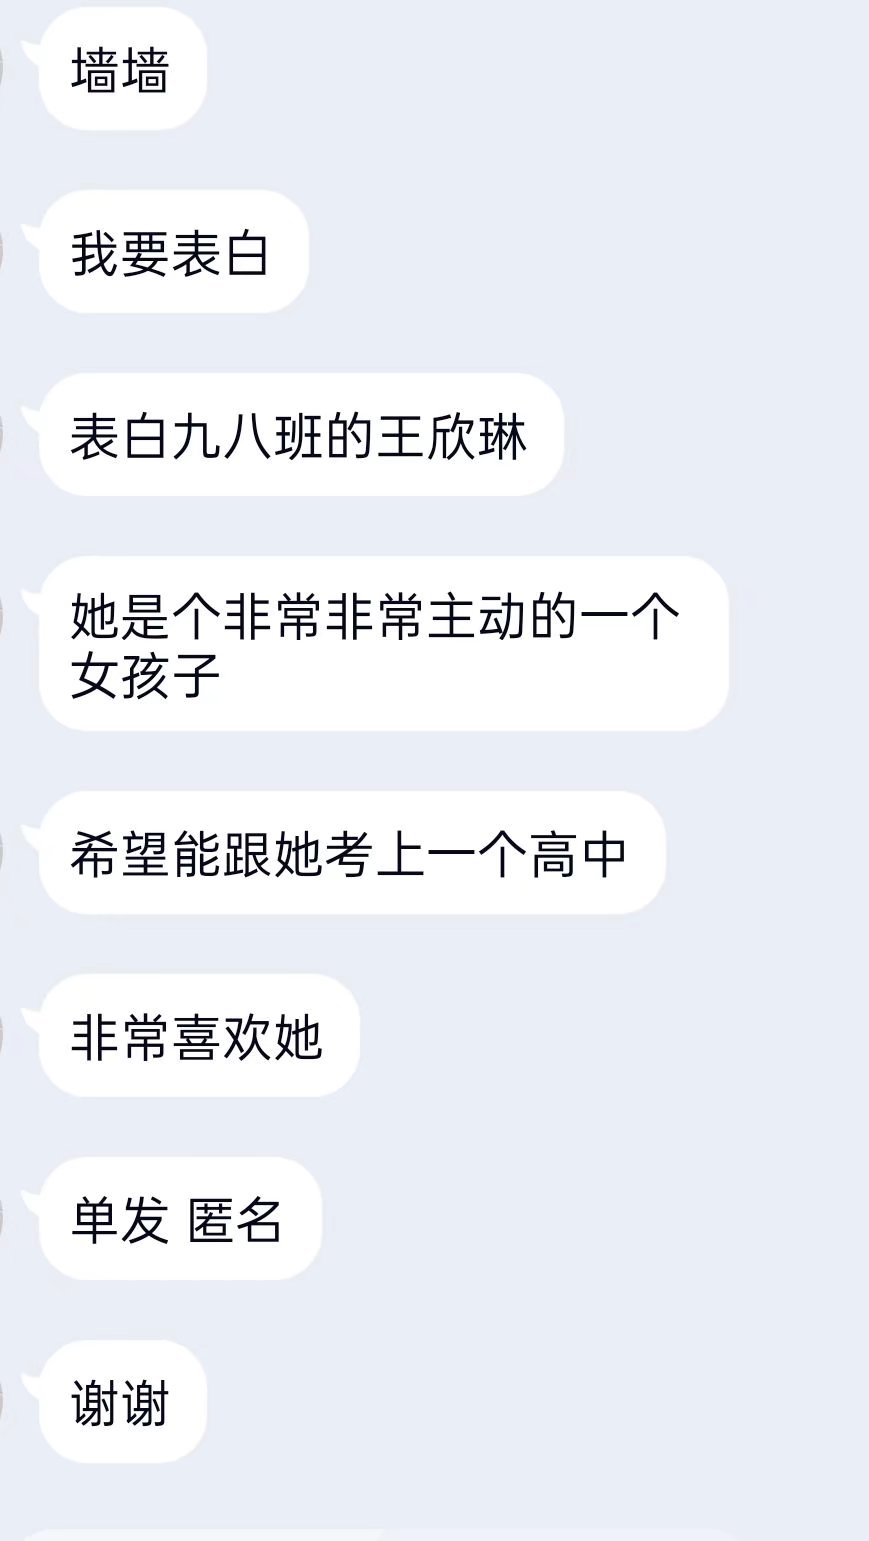 墙墙
我要表白
表白九八班的王欣琳
她是个非常非常主动的一个
女孩子
希望能跟她考上一个高中
非常喜欢她
单发 匿名
谢谢